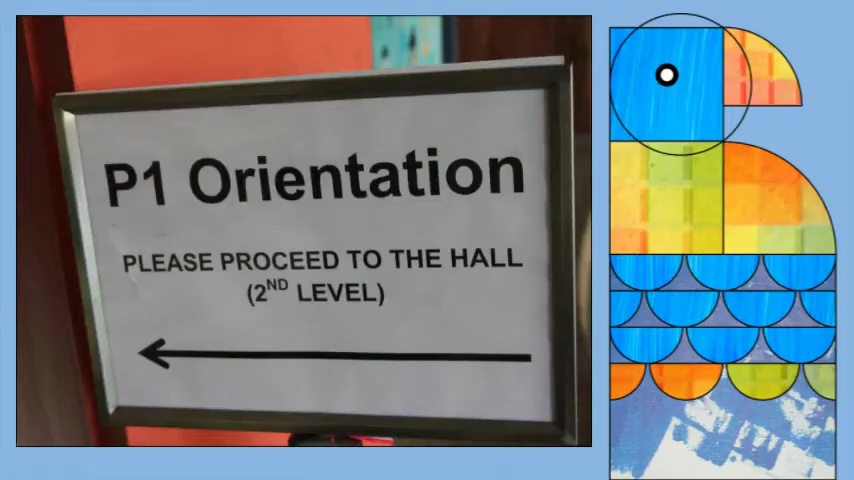 P1 Orientation
PLEASE PROCEED TO THE HALL
(2ND LEVEL)